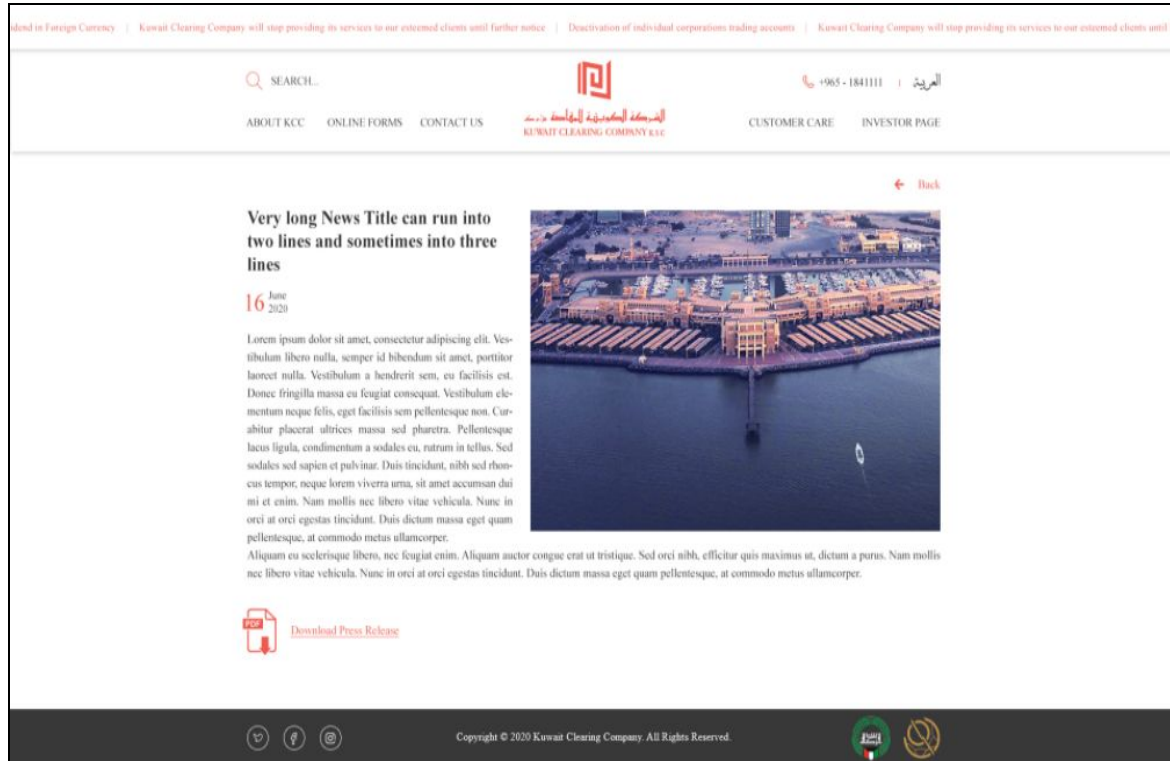 dend in Foreign Currency | Kuwait Clearing Company will stop providing its services to our esteemed clients until further notice | Deactivation of individual corporations trading accounts | Kuwait Clearing Company will stop providing its services to our esteemed clients until
SEARCH...
+965 - 1841111 | العربية
الشركة الكويتية للمقاصة
KUWAIT CLEARING COMPANY K.S.C
ABOUT KCC ONLINE FORMS CONTACT US CUSTOMER CARE INVESTOR PAGE
Back
Very long News Title can run into
two lines and sometimes into three
lines
16 June
2020
Lorem ipsum dolor sit amet, consectetur adipiscing elit. Ves-
tibulum libero nulla, semper id bibendum sit amet, porttitor
laoreet nulla. Vestibulum a hendrerit sem, eu facilisis est.
Donec fringilla massa eu feugiat consequat. Vestibulum ele-
mentum neque felis, eget facilisis sem pellentesque non. Cur-
abitur placerat ultrices massa sed pharetra. Pellentesque
lacus ligula, condimentum a sodales eu, rutrum in tellus. Sed
sodales sed sapien et pulvinar. Duis tincidunt, nibh sed rhon-
cus tempor, neque lorem viverra urna, sit amet accumsan dui
mi et enim. Nam mollis nec libero vitae vehicula. Nunc in
orci at orci egestas tincidunt. Duis dictum massa eget quam
pellentesque, at commodo metus ullamcorper.
Aliquam eu scelerisque libero, nec feugiat enim. Aliquam auctor congue erat ut tristique. Sed orci nibh, efficitur quis maximus ut, dictum a purus. Nam mollis
nec libero vitae vehicula. Nunc in orci at orci egestas tincidunt. Duis dictum massa eget quam pellentesque, at commodo metus ullamcorper.
PDF
Download Press Release
Copyright © 2020 Kuwait Clearing Company. All Rights Reserved.